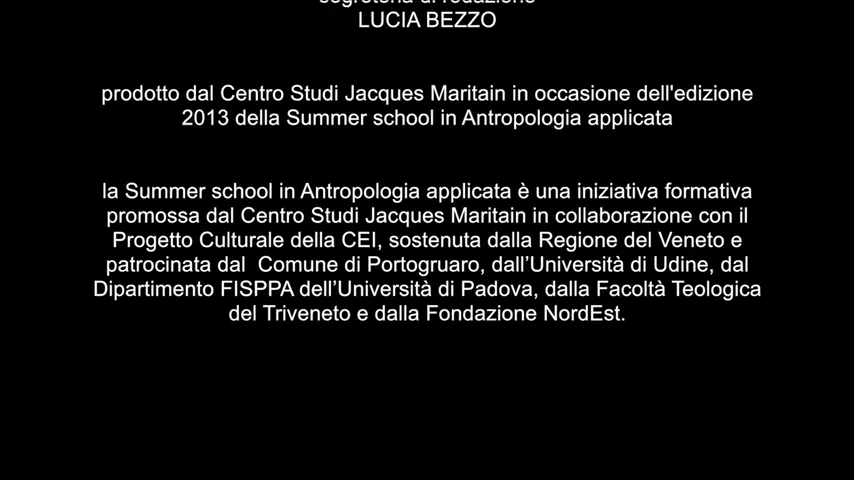 segreteria di redazione
LUCIA BEZZO
prodotto dal Centro Studi Jacques Maritain in occasione dell'edizione
2013 della Summer school in Antropologia applicata
la Summer school in Antropologia applicata è una iniziativa formativa
promossa dal Centro Studi Jacques Maritain in collaborazione con il
Progetto Culturale della CEI, sostenuta dalla Regione del Veneto e
patrocinata dal  Comune di Portogruaro, dall’Università di Udine, dal
Dipartimento FISPPA dell’Università di Padova, dalla Facoltà Teologica
del Triveneto e dalla Fondazione NordEst.